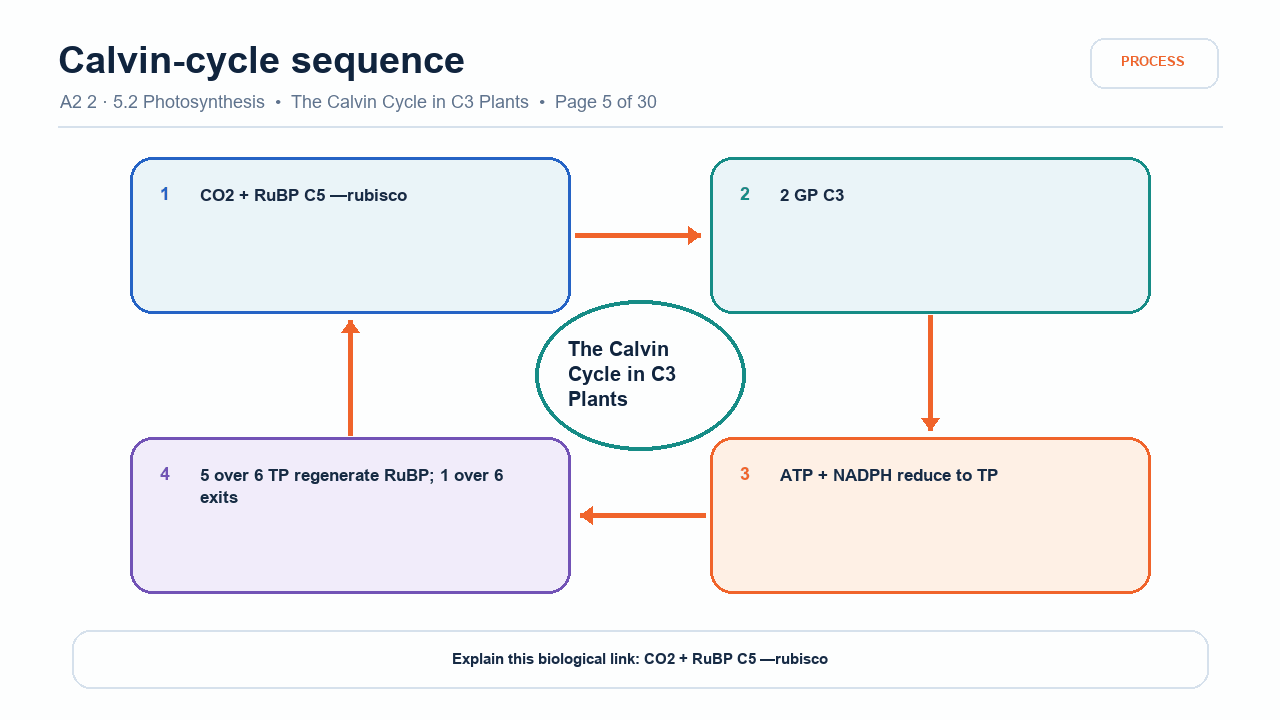 Calvin-cycle sequence
PROCESS
A2 2 · 5.2 Photosynthesis • The Calvin Cycle in C3 Plants • Page 5 of 30
1 CO2 + RuBP C5 —rubisco
2 2 GP C3
The Calvin
Cycle in C3
Plants
4 5 over 6 TP regenerate RuBP; 1 over 6
exits
3 ATP + NADPH reduce to TP
Explain this biological link: CO2 + RuBP C5 —rubisco